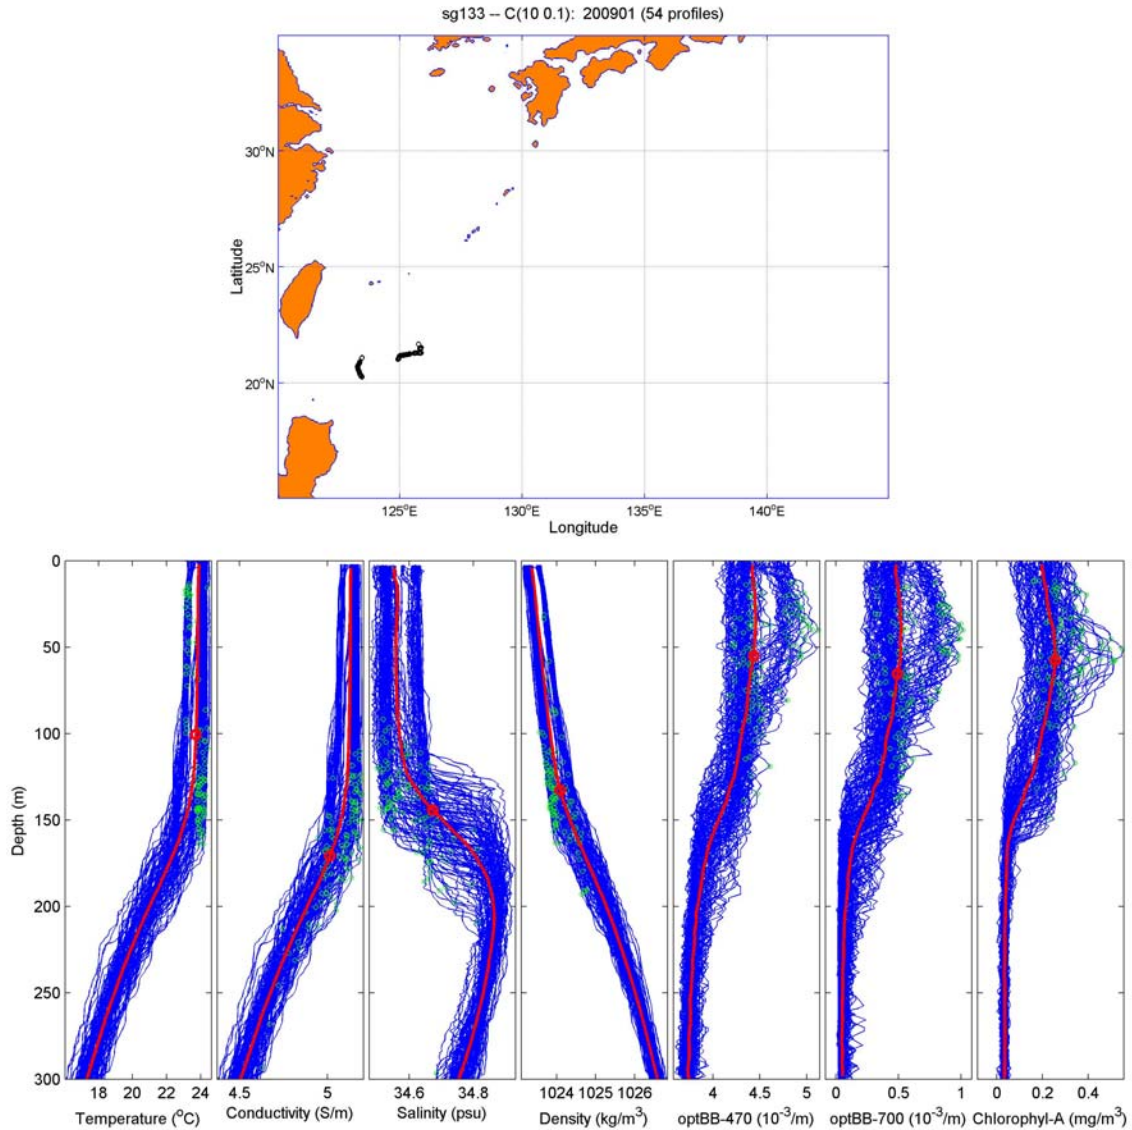 sg133 -- C(10 0.1): 200901 (54 profiles)
30°N
25°N
20°N
Latitude
125°E 130°E 135°E 140°E
Longitude
0
50
100
150
200
250
300
Depth (m)
18 20 22 24
4.5 5
34.6 34.8
1024 1025 1026
4 4.5 5
0 0.5 1
0 0.2 0.4
Temperature (°C)
Conductivity (S/m)
Salinity (psu)
Density (kg/m³)
optBB-470 (10⁻³/m)
optBB-700 (10⁻³/m)
Chlorophyl-A (mg/m³)